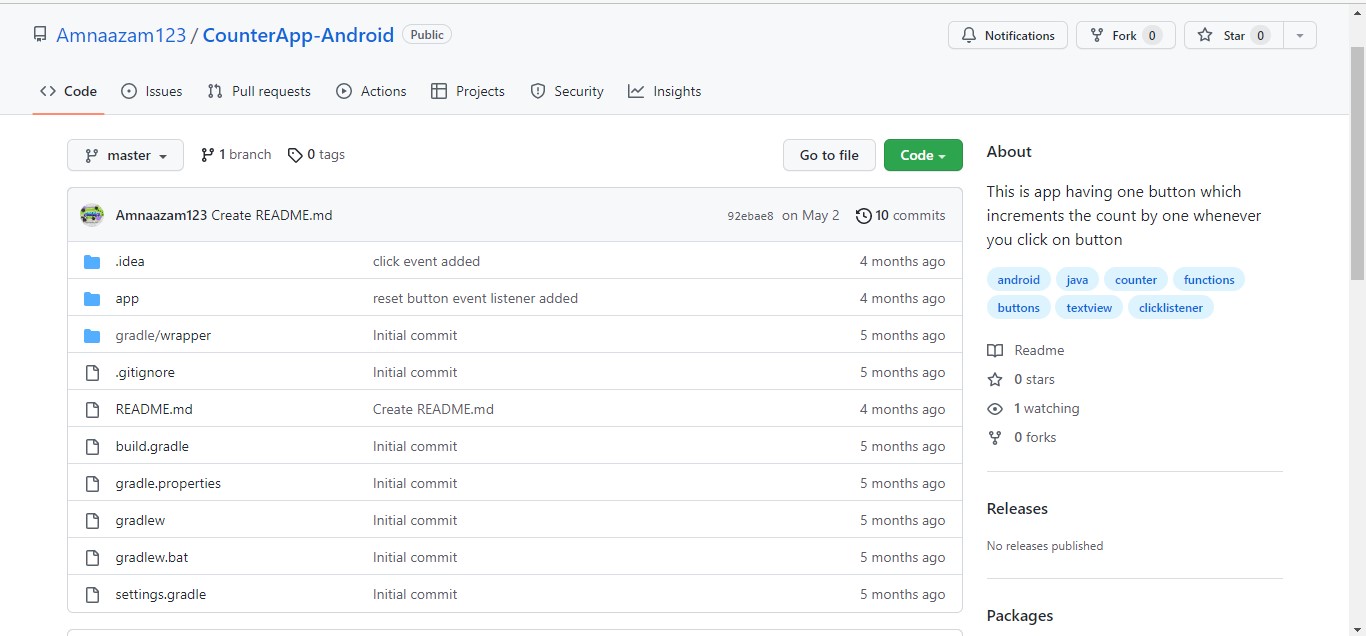 Amnaazam123 / CounterApp-Android Public
Notifications Fork 0 Star 0
Code Issues Pull requests Actions Projects Security Insights
master 1 branch 0 tags Go to file Code
Amnaazam123 Create README.md 92ebae8 on May 2 10 commits
.idea click event added 4 months ago
app reset button event listener added 4 months ago
gradle/wrapper Initial commit 5 months ago
.gitignore Initial commit 5 months ago
README.md Create README.md 4 months ago
build.gradle Initial commit 5 months ago
gradle.properties Initial commit 5 months ago
gradlew Initial commit 5 months ago
gradlew.bat Initial commit 5 months ago
settings.gradle Initial commit 5 months ago
About
This is app having one button which
increments the count by one whenever
you click on button
android java counter functions
buttons textview clicklistener
Readme
0 stars
1 watching
0 forks
Releases
No releases published
Packages